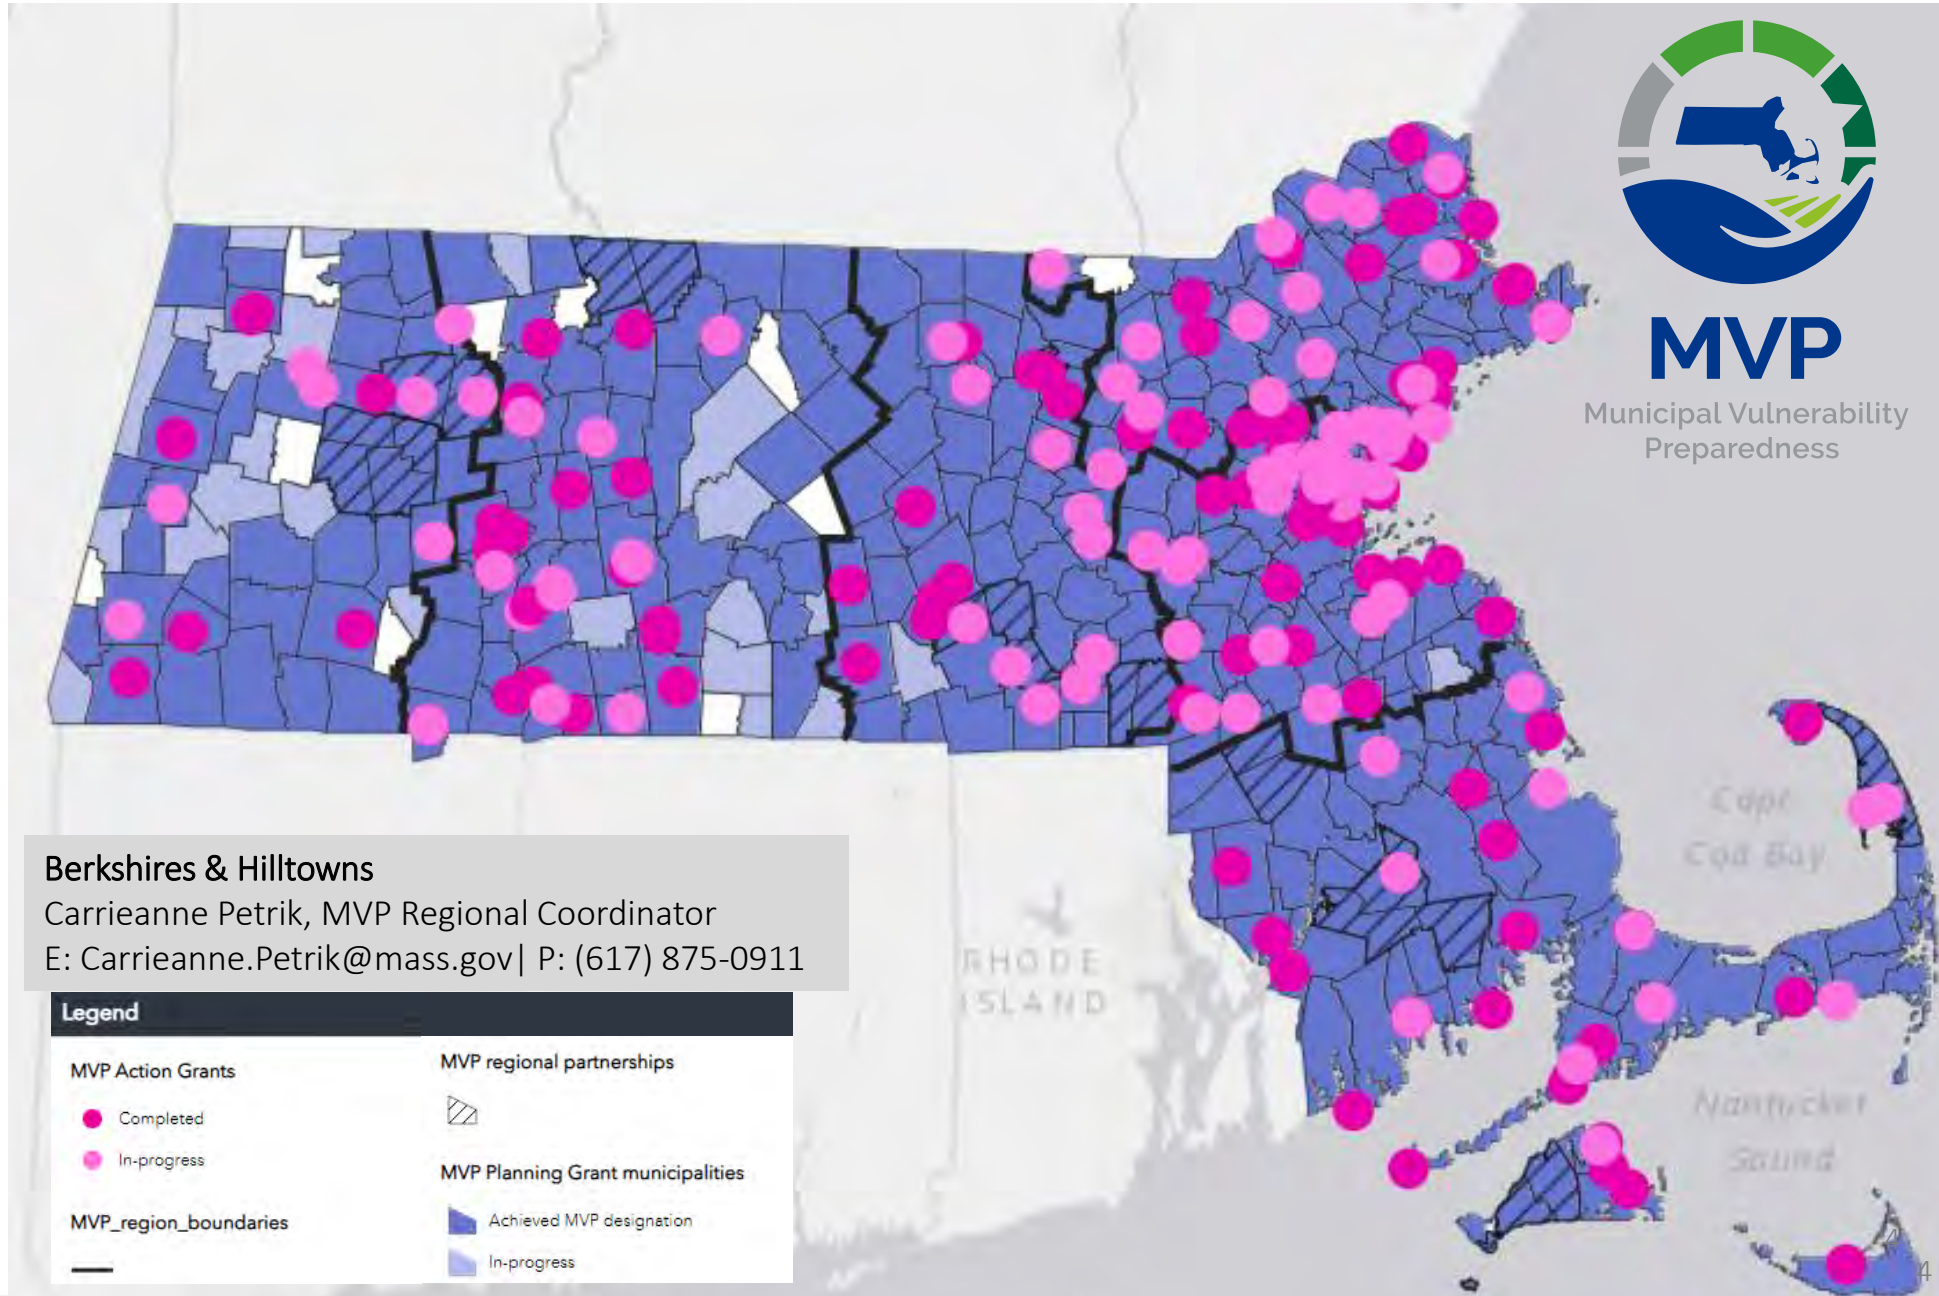 MVP
Municipal Vulnerability
Preparedness
Cape
Cod Bay
Berkshires & Hilltowns
Carrieanne Petrik, MVP Regional Coordinator
E: Carrieanne.Petrik@mass.gov| P: (617) 875-0911
RHODE
ISLAND
Legend
MVP Action Grants
Completed
In-progress
MVP_region_boundaries
MVP regional partnerships
MVP Planning Grant municipalities
Achieved MVP designation
In-progress
Nantucket
Sound
4